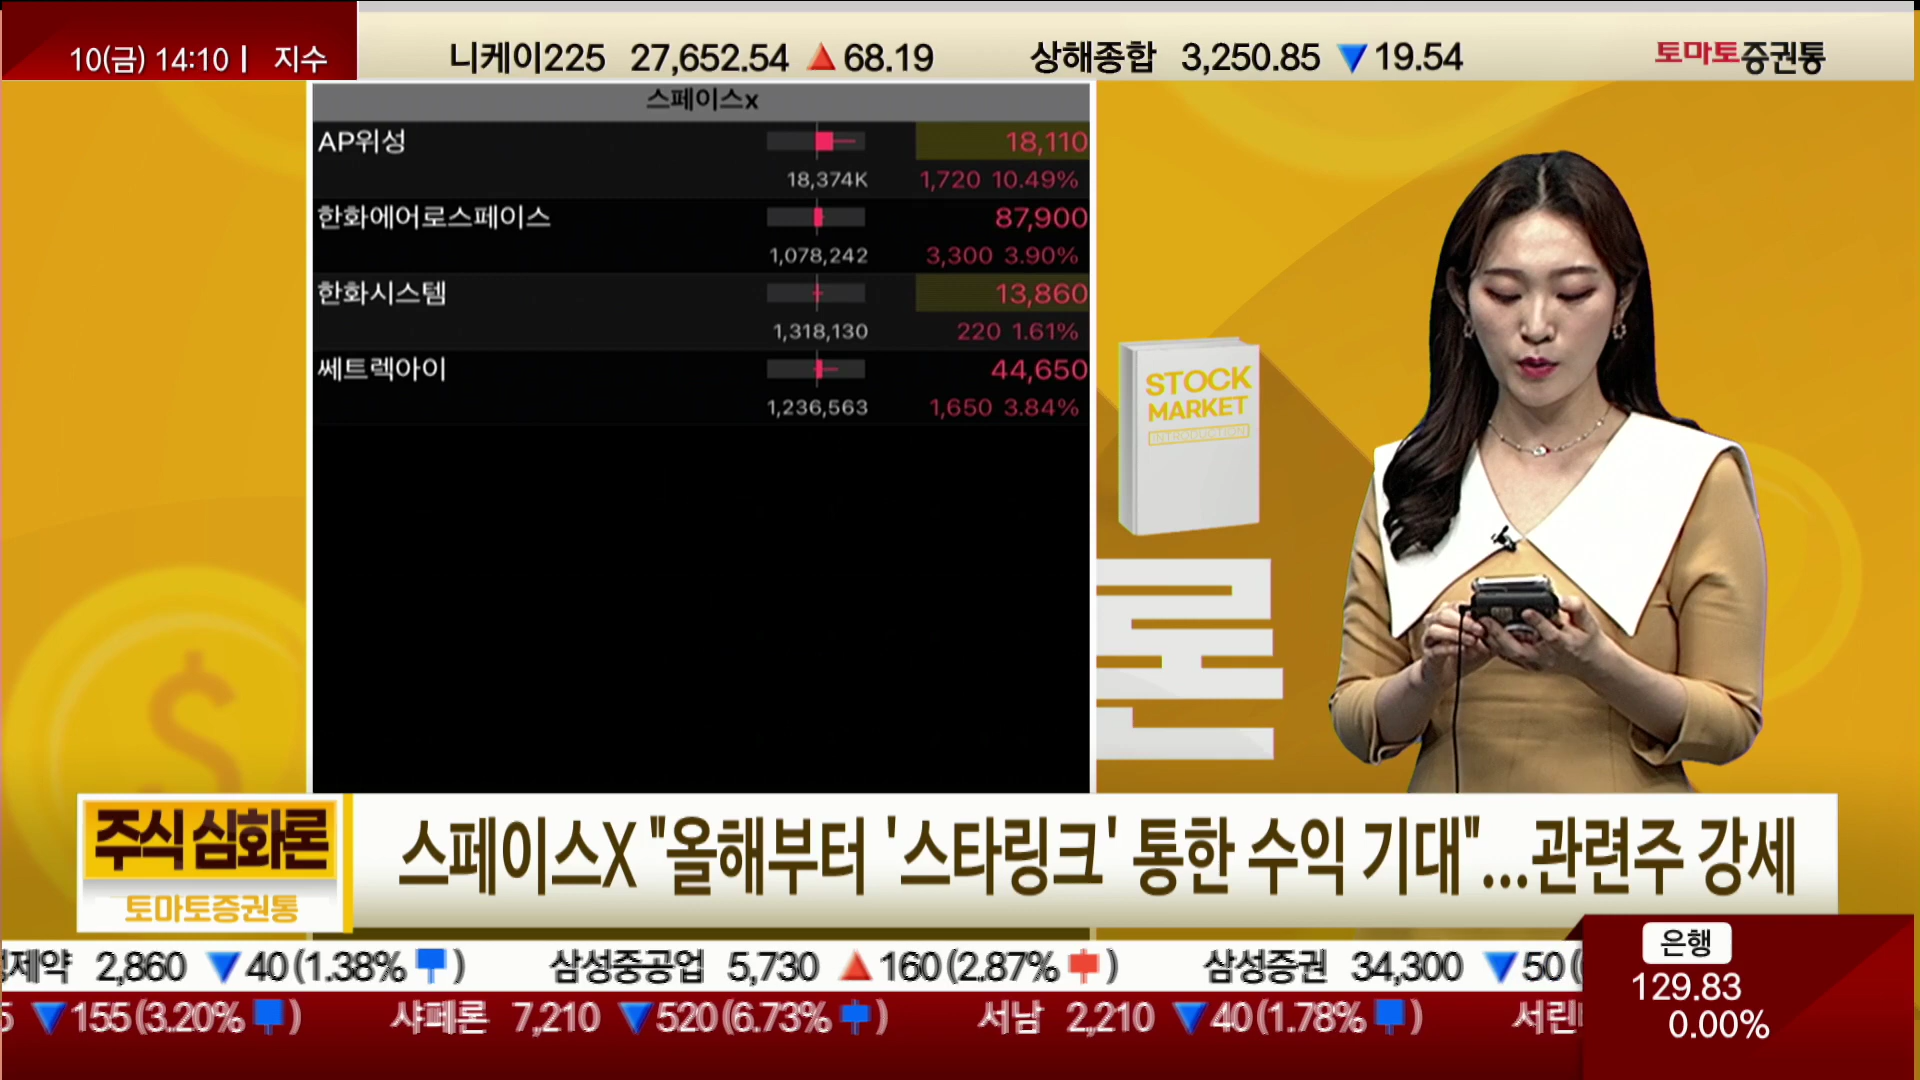 10(금) 14:10 | 지수
니케이225 27,652.54 ▲ 68.19 상해종합 3,250.85 ▼ 19.54
토마토증권통
스페이스x
AP위성 18,110
18,374K 1,720 10.49%
한화에어로스페이스 87,900
1,078,242 3,300 3.90%
한화시스템 13,860
1,318,130 220 1.61%
쎄트렉아이 44,650
1,236,563 1,650 3.84%
STOCK
MARKET
INTRODUCTION
론
주식 심화론
토마토증권통
스페이스X "올해부터 '스타링크' 통한 수익 기대"...관련주 강세
제약 2,860 ▼ 40 (1.38% ) 삼성중공업 5,730 ▲ 160 (2.87% ) 삼성증권 34,300 ▼ 50 (
5 ▼ 155 (3.20% ) 샤페론 7,210 ▼ 520 (6.73% ) 서남 2,210 ▼ 40 (1.78% ) 서린
은행
129.83
0.00%